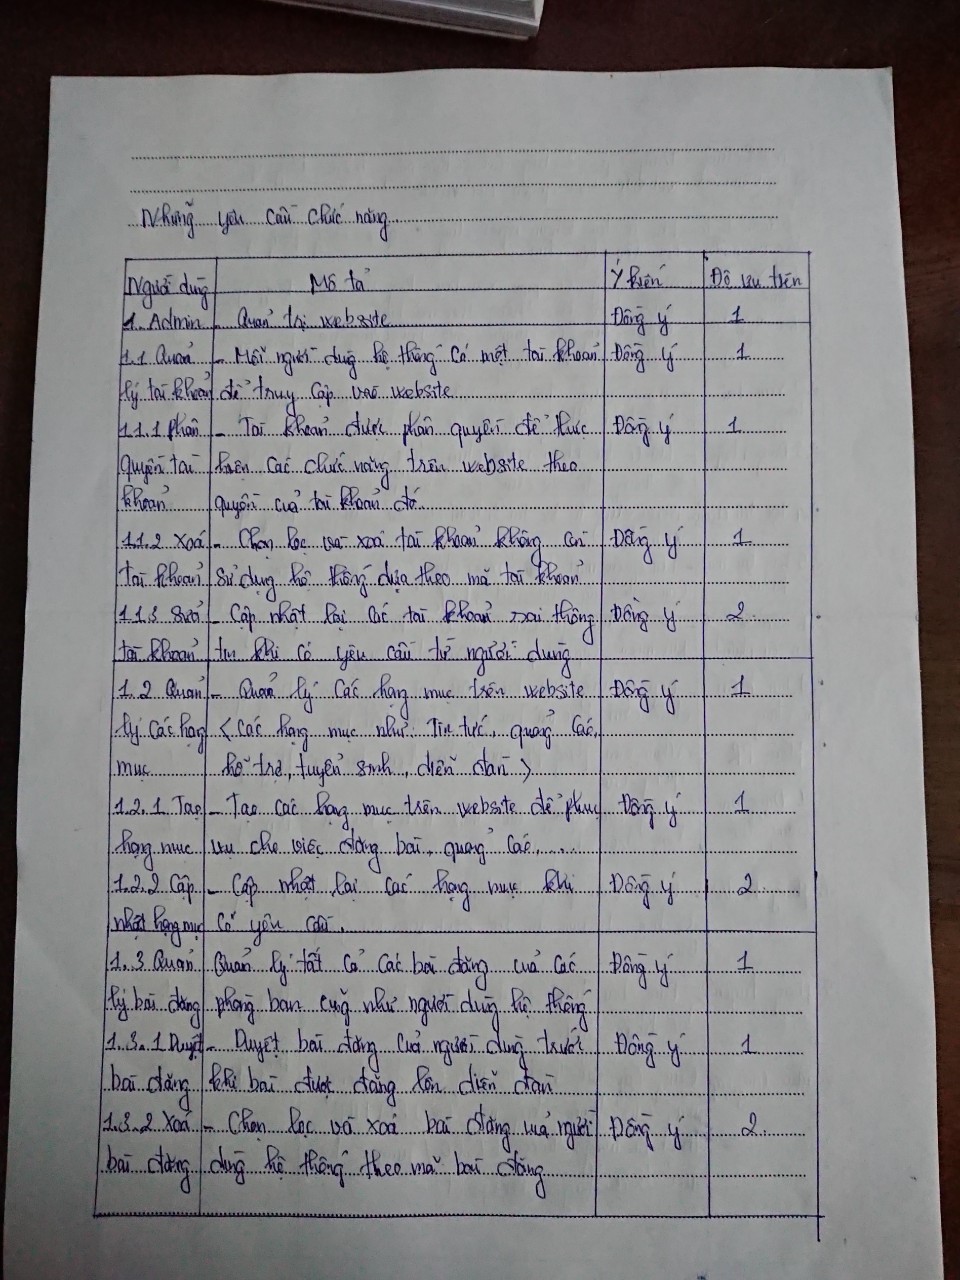 Những yêu cầu chức năng
Người dùng Mô tả Ý kiến Độ ưu tiên
1. Admin - Quản trị website Đồng ý 1
1.1 Quản - Mỗi người dùng hệ thống có một tài khoản Đồng ý 1
lý tài khoản để truy cập vào website
1.1.1 phân - Tài khoản được phân quyền để thực Đồng ý 1
quyền tài hiện các chức năng trên website theo
khoản quyền của tài khoản đó.
1.1.2 Xoá - Chọn lọc và xoá tài khoản không còn Đồng ý 1
tài khoản sử dụng hệ thống dựa theo mã tài khoản
1.1.3 Sửa - Cập nhật lại các tài khoản sai thông Đồng ý 2
tài khoản tin khi có yêu cầu từ người dùng
1.2 Quản - Quản lý các hạng mục trên website Đồng ý 1
lý các hạng < các hạng mục như: Tin tức, quảng cáo,
mục hỗ trợ, tuyển sinh, diễn đàn >
1.2.1 Tạo - Tạo các hạng mục trên website để phục Đồng ý 1
hạng mục vụ cho việc đăng bài, quảng cáo, .....
1.2.2 Cập - Cập nhật lại các hạng mục khi Đồng ý 2
nhật hạng mục có yêu cầu.
1.3 Quản Quản lý tất cả các bài đăng của các Đồng ý 1
lý bài đăng phòng ban cũng như người dùng hệ thống
1.3.1 Duyệt - Duyệt bài đăng của người dùng trước Đồng ý 1
bài đăng khi bài được đăng lên diễn đàn
1.3.2 Xoá - Chọn lọc và xoá bài đăng của người Đồng ý 2
bài đăng dùng hệ thống theo mã bài đăng